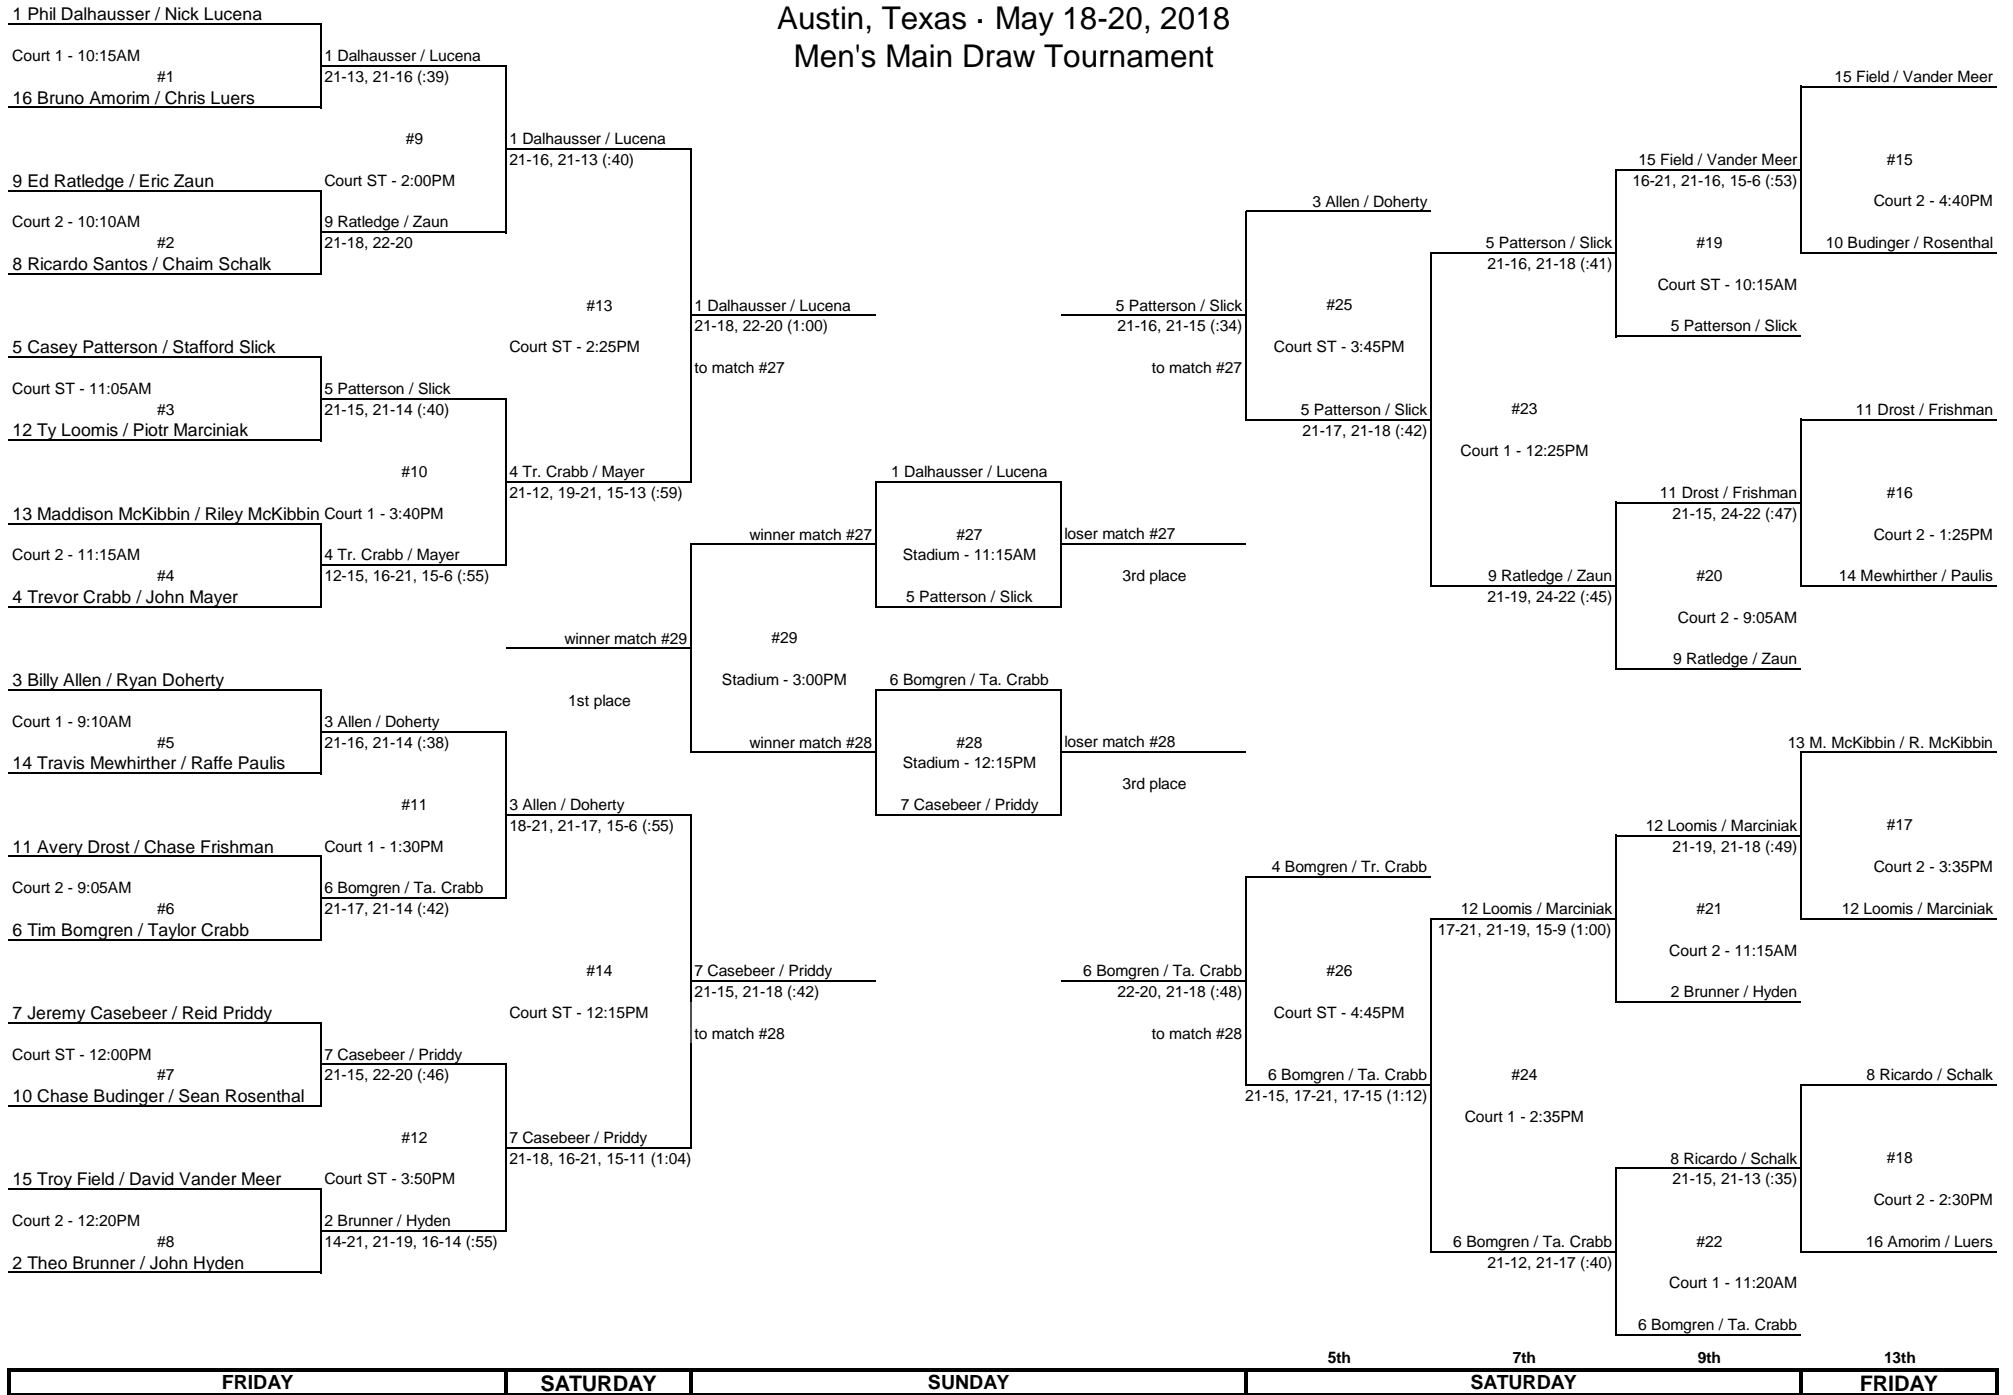 Austin, Texas · May 18-20, 2018
Men's Main Draw Tournament
1 Phil Dalhausser / Nick Lucena
Court 1 - 10:15AM
#1
16 Bruno Amorim / Chris Luers
9 Ed Ratledge / Eric Zaun
Court 2 - 10:10AM
#2
8 Ricardo Santos / Chaim Schalk
5 Casey Patterson / Stafford Slick
Court ST - 11:05AM
#3
12 Ty Loomis / Piotr Marciniak
13 Maddison McKibbin / Riley McKibbin
Court 2 - 11:15AM
#4
4 Trevor Crabb / John Mayer
3 Billy Allen / Ryan Doherty
Court 1 - 9:10AM
#5
14 Travis Mewhirther / Raffe Paulis
11 Avery Drost / Chase Frishman
Court 2 - 9:05AM
#6
6 Tim Bomgren / Taylor Crabb
7 Jeremy Casebeer / Reid Priddy
Court ST - 12:00PM
#7
10 Chase Budinger / Sean Rosenthal
15 Troy Field / David Vander Meer
Court 2 - 12:20PM
#8
2 Theo Brunner / John Hyden
1 Dalhausser / Lucena
21-13, 21-16 (:39)
#9
Court ST - 2:00PM
9 Ratledge / Zaun
21-18, 22-20
5 Patterson / Slick
21-15, 21-14 (:40)
#10
Court 1 - 3:40PM
4 Tr. Crabb / Mayer
12-15, 16-21, 15-6 (:55)
3 Allen / Doherty
21-16, 21-14 (:38)
#11
Court 1 - 1:30PM
6 Bomgren / Ta. Crabb
21-17, 21-14 (:42)
7 Casebeer / Priddy
21-15, 22-20 (:46)
#12
Court ST - 3:50PM
2 Brunner / Hyden
14-21, 21-19, 16-14 (:55)
1 Dalhausser / Lucena
21-16, 21-13 (:40)
#13
Court ST - 2:25PM
4 Tr. Crabb / Mayer
21-12, 19-21, 15-13 (:59)
winner match #29
1st place
3 Allen / Doherty
18-21, 21-17, 15-6 (:55)
#14
Court ST - 12:15PM
7 Casebeer / Priddy
21-18, 16-21, 15-11 (1:04)
1 Dalhausser / Lucena
21-18, 22-20 (1:00)
to match #27
winner match #27
#29
Stadium - 3:00PM
winner match #28
7 Casebeer / Priddy
21-15, 21-18 (:42)
to match #28
1 Dalhausser / Lucena
#27
Stadium - 11:15AM
5 Patterson / Slick
6 Bomgren / Ta. Crabb
#28
Stadium - 12:15PM
7 Casebeer / Priddy
5 Patterson / Slick
21-16, 21-15 (:34)
to match #27
loser match #27
3rd place
loser match #28
3rd place
6 Bomgren / Ta. Crabb
22-20, 21-18 (:48)
to match #28
3 Allen / Doherty
#25
Court ST - 3:45PM
5 Patterson / Slick
21-17, 21-18 (:42)
4 Bomgren / Tr. Crabb
#26
Court ST - 4:45PM
6 Bomgren / Ta. Crabb
21-15, 17-21, 17-15 (1:12)
5 Patterson / Slick
21-16, 21-18 (:41)
#23
Court 1 - 12:25PM
9 Ratledge / Zaun
21-19, 24-22 (:45)
12 Loomis / Marciniak
17-21, 21-19, 15-9 (1:00)
#24
Court 1 - 2:35PM
6 Bomgren / Ta. Crabb
21-12, 21-17 (:40)
15 Field / Vander Meer
16-21, 21-16, 15-6 (:53)
#19
Court ST - 10:15AM
5 Patterson / Slick
11 Drost / Frishman
21-15, 24-22 (:47)
#20
Court 2 - 9:05AM
9 Ratledge / Zaun
12 Loomis / Marciniak
21-19, 21-18 (:49)
#21
Court 2 - 11:15AM
2 Brunner / Hyden
8 Ricardo / Schalk
21-15, 21-13 (:35)
#22
Court 1 - 11:20AM
6 Bomgren / Ta. Crabb
15 Field / Vander Meer
#15
Court 2 - 4:40PM
10 Budinger / Rosenthal
11 Drost / Frishman
#16
Court 2 - 1:25PM
14 Mewhirther / Paulis
13 M. McKibbin / R. McKibbin
#17
Court 2 - 3:35PM
12 Loomis / Marciniak
8 Ricardo / Schalk
#18
Court 2 - 2:30PM
16 Amorim / Luers
5th 7th 9th 13th
FRIDAY SATURDAY SUNDAY SATURDAY FRIDAY